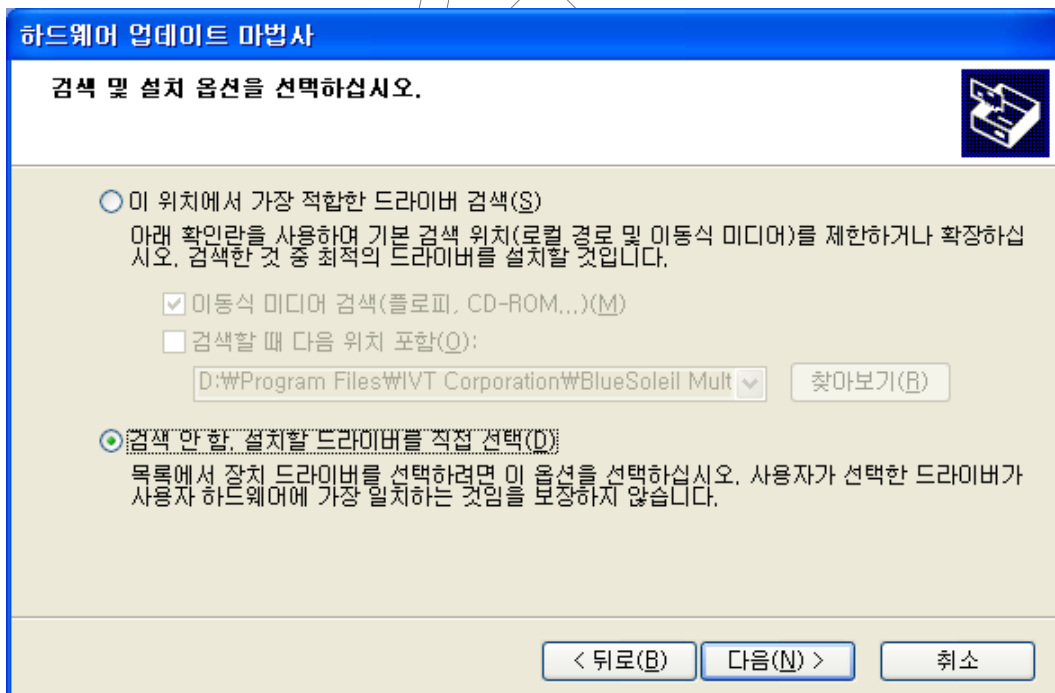 하드웨어 업데이트 마법사
검색 및 설치 옵션을 선택하십시오.
이 위치에서 가장 적합한 드라이버 검색(S)
아래 확인란을 사용하여 기본 검색 위치(로컬 경로 및 이동식 미디어)를 제한하거나 확장하십
시오. 검색한 것 중 최적의 드라이버를 설치할 것입니다.
이동식 미디어 검색(플로피, CD-ROM...)(M)
검색할 때 다음 위치 포함(O):
D:₩Program Files₩IVT Corporation₩BlueSoleil Mult
찾아보기(R)
검색 안 함. 설치할 드라이버를 직접 선택(D)
목록에서 장치 드라이버를 선택하려면 이 옵션을 선택하십시오. 사용자가 선택한 드라이버가
사용자 하드웨어에 가장 일치하는 것임을 보장하지 않습니다.
< 뒤로(B) 다음(N) > 취소